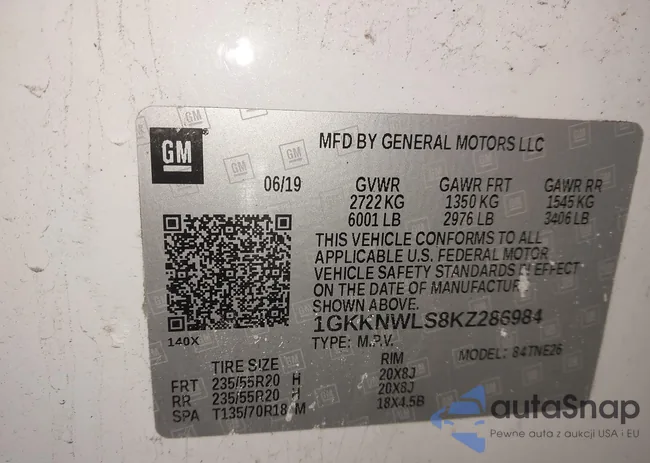 GM
MFD BY GENERAL MOTORS LLC
06/19 GVWR GAWR FRT GAWR RR
2722 KG 1350 KG 1545 KG
6001 LB 2976 LB 3406 LB
THIS VEHICLE CONFORMS TO ALL
APPLICABLE U.S. FEDERAL MOTOR
VEHICLE SAFETY STANDARDS IN EFFECT
ON THE DATE OF MANUFACTURE
SHOWN ABOVE.
1GKKNWLS8KZ286984
140X
TYPE: M.P.V. MODEL: 84TNE26
TIRE SIZE RIM
FRT 235/55R20 H 20X8J
RR 235/55R20 H 20X8J
SPA T135/70R18 M 18X4.5B
autaSnap
Pewne auta z aukcji USA i EU